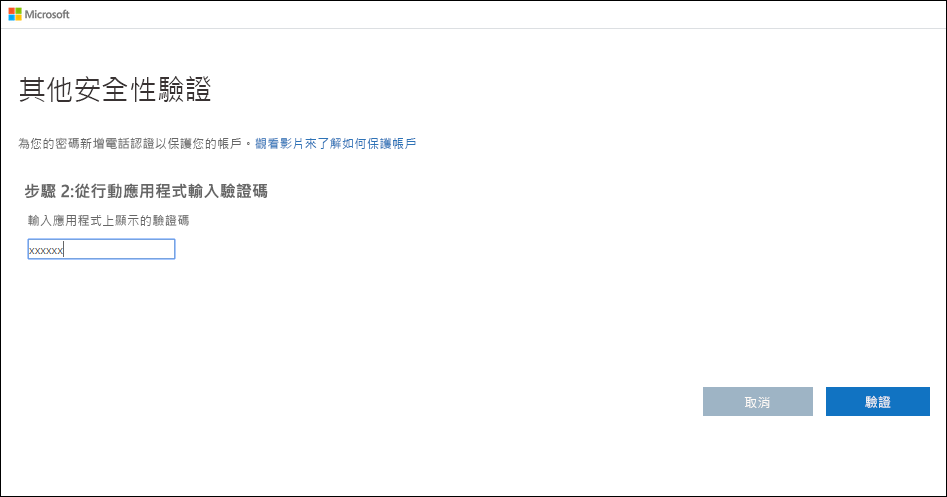 Microsoft
其他安全性驗證
為您的密碼新增電話認證以保護您的帳戶。觀看影片來了解如何保護帳戶
步驟 2:從行動應用程式輸入驗證碼
輸入應用程式上顯示的驗證碼
xxxxxx
取消
驗證